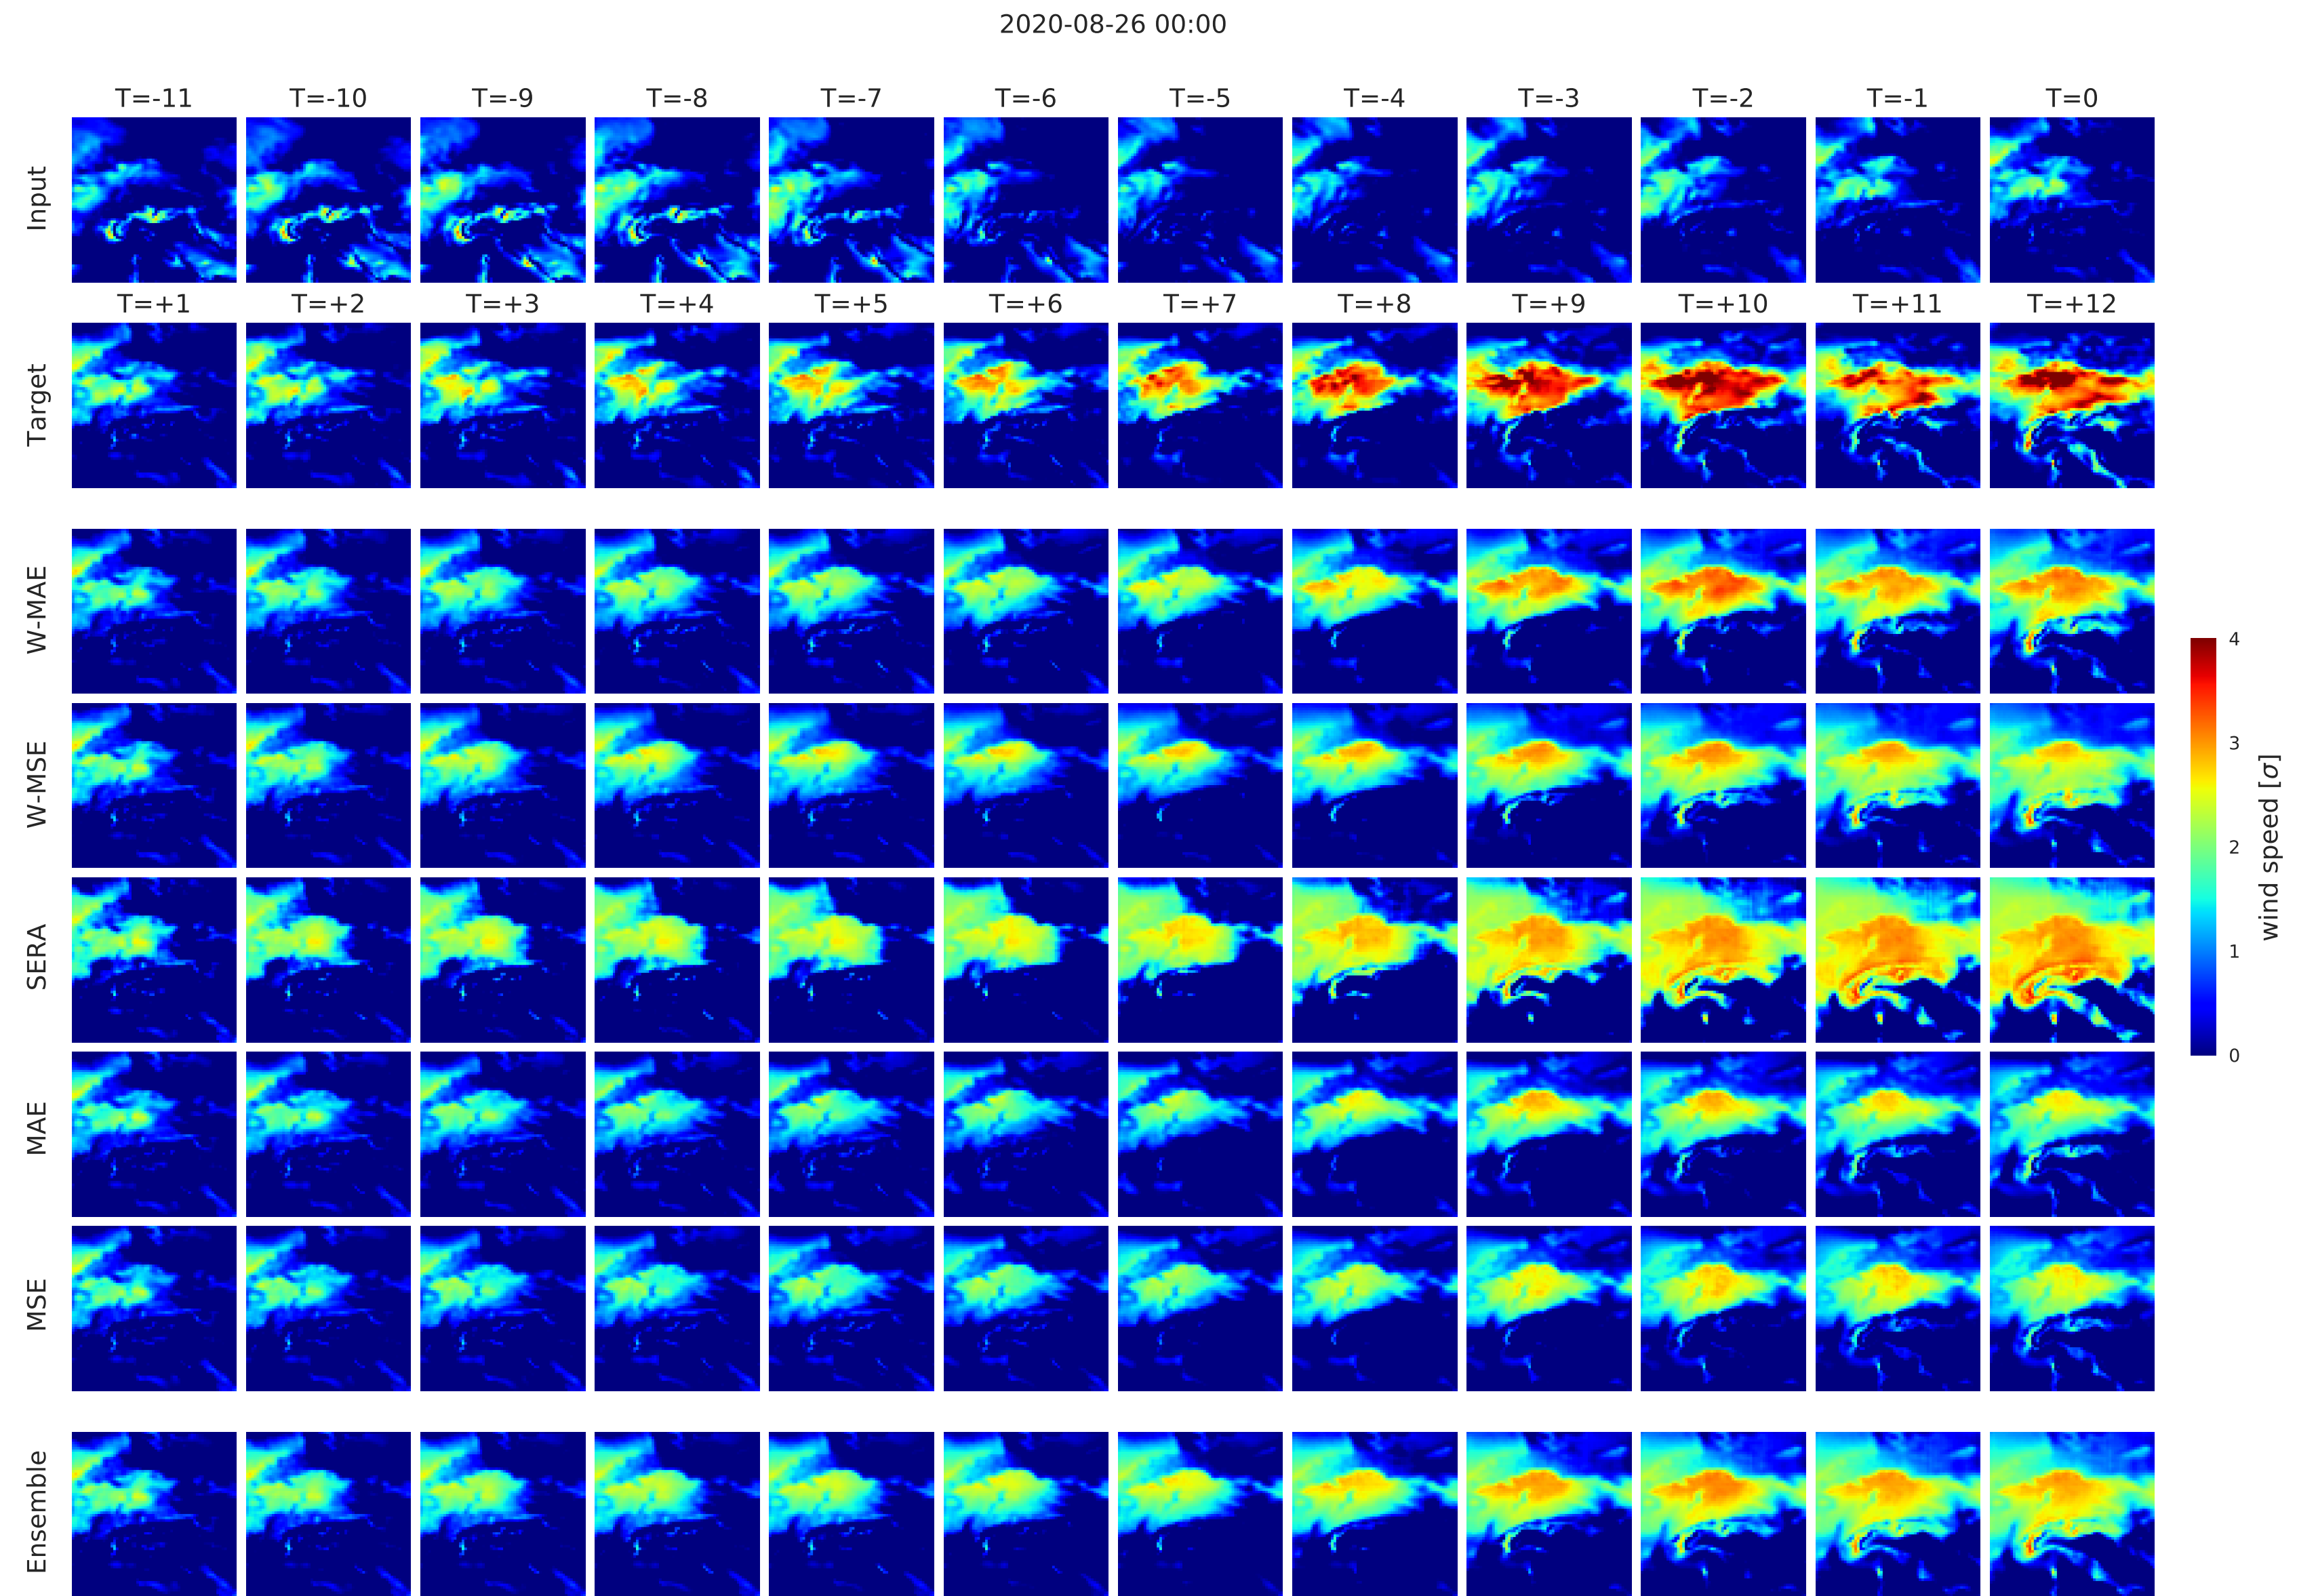 2020-08-26 00:00
T=-11 T=-10 T=-9 T=-8 T=-7 T=-6 T=-5 T=-4 T=-3 T=-2 T=-1 T=0
Input
T=+1 T=+2 T=+3 T=+4 T=+5 T=+6 T=+7 T=+8 T=+9 T=+10 T=+11 T=+12
Target
W-MAE
W-MSE
SERA
MAE
MSE
Ensemble
4
3
2
1
0
wind speed [σ]